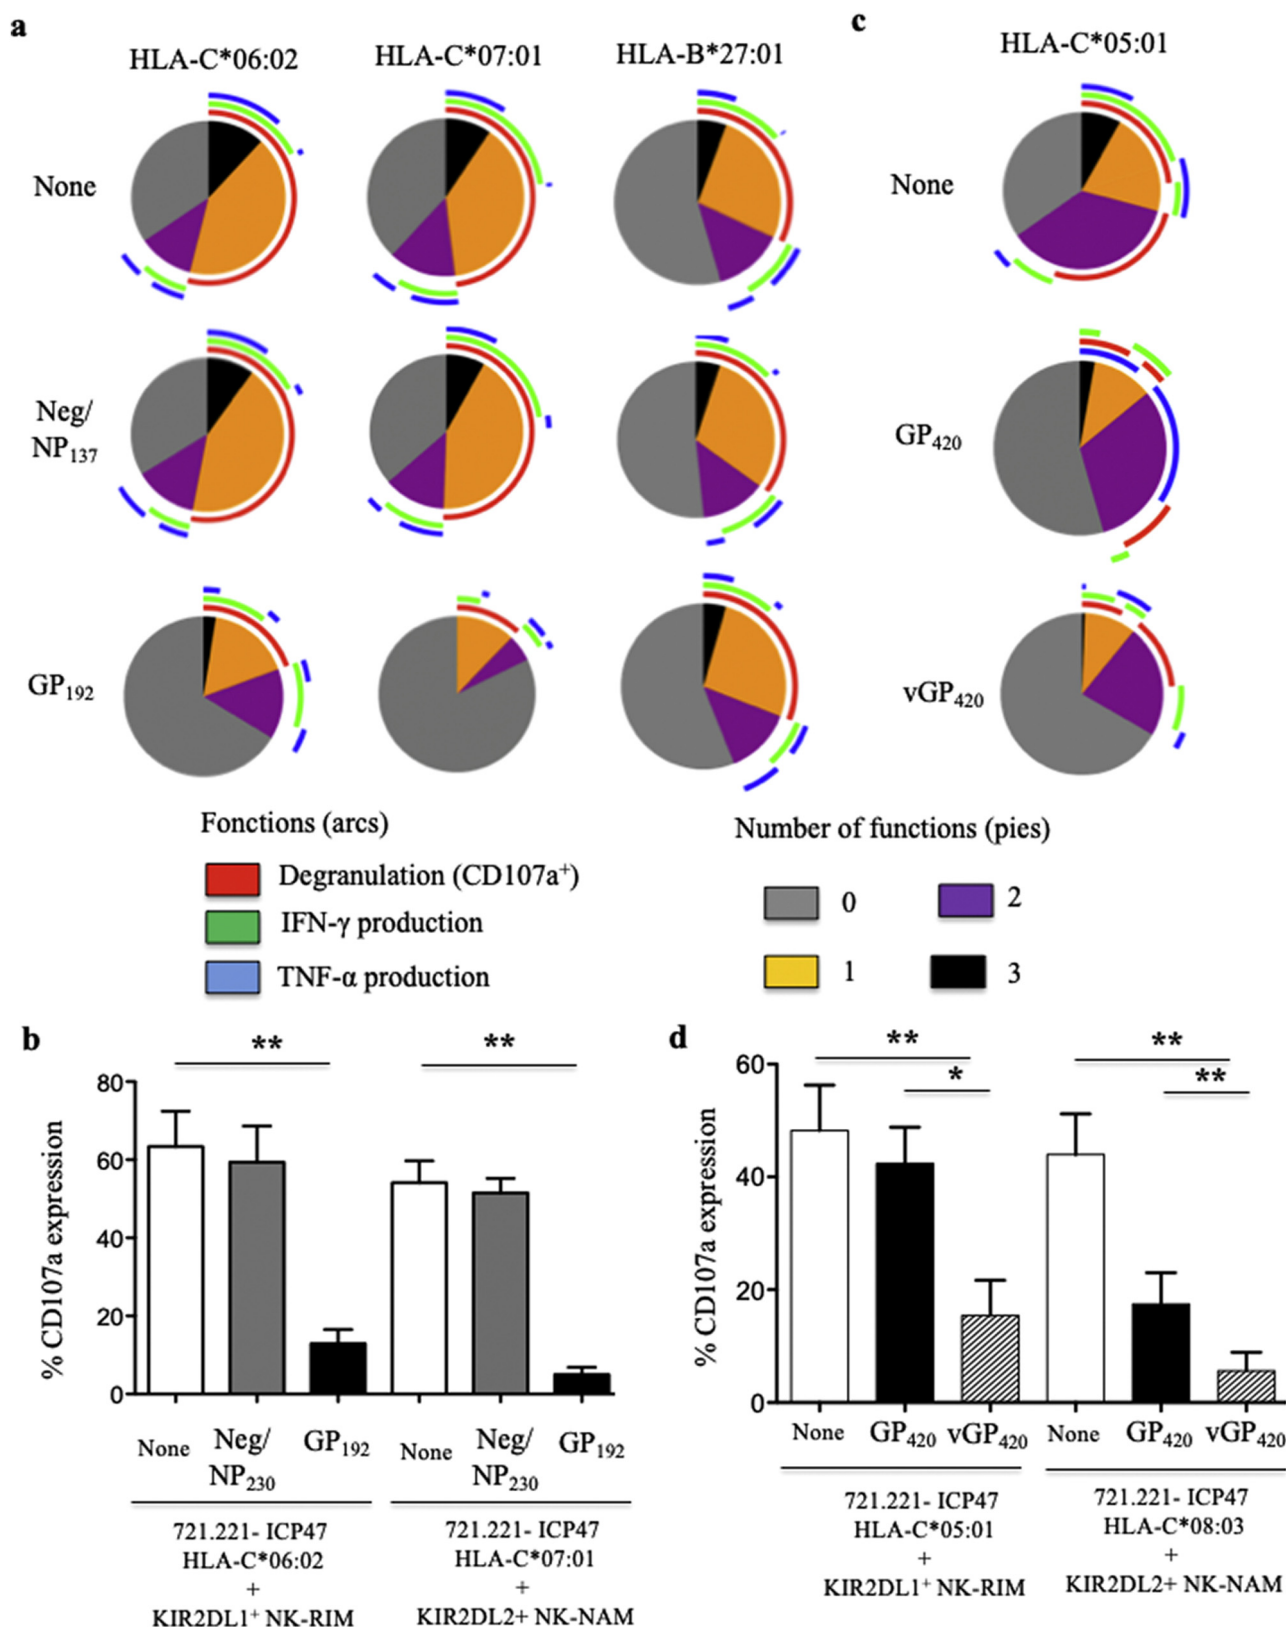 a
c
HLA-C*06:02
HLA-C*07:01
HLA-B*27:01
HLA-C*05:01
None
None
Neg/
NP137
GP420
GP192
vGP420
Fonctions (arcs)
Degranulation (CD107a+)
IFN-γ production
TNF-α production
Number of functions (pies)
0
2
1
3
b
**
**
80
60
40
20
0
% CD107a expression
None
Neg/
NP230
GP192
None
Neg/
NP230
GP192
721.221- ICP47
HLA-C*06:02
+
KIR2DL1+ NK-RIM
721.221- ICP47
HLA-C*07:01
+
KIR2DL2+ NK-NAM
d
**
*
**
**
60
40
20
0
% CD107a expression
None
GP420
vGP420
None
GP420
vGP420
721.221- ICP47
HLA-C*05:01
+
KIR2DL1+ NK-RIM
721.221- ICP47
HLA-C*08:03
+
KIR2DL2+ NK-NAM